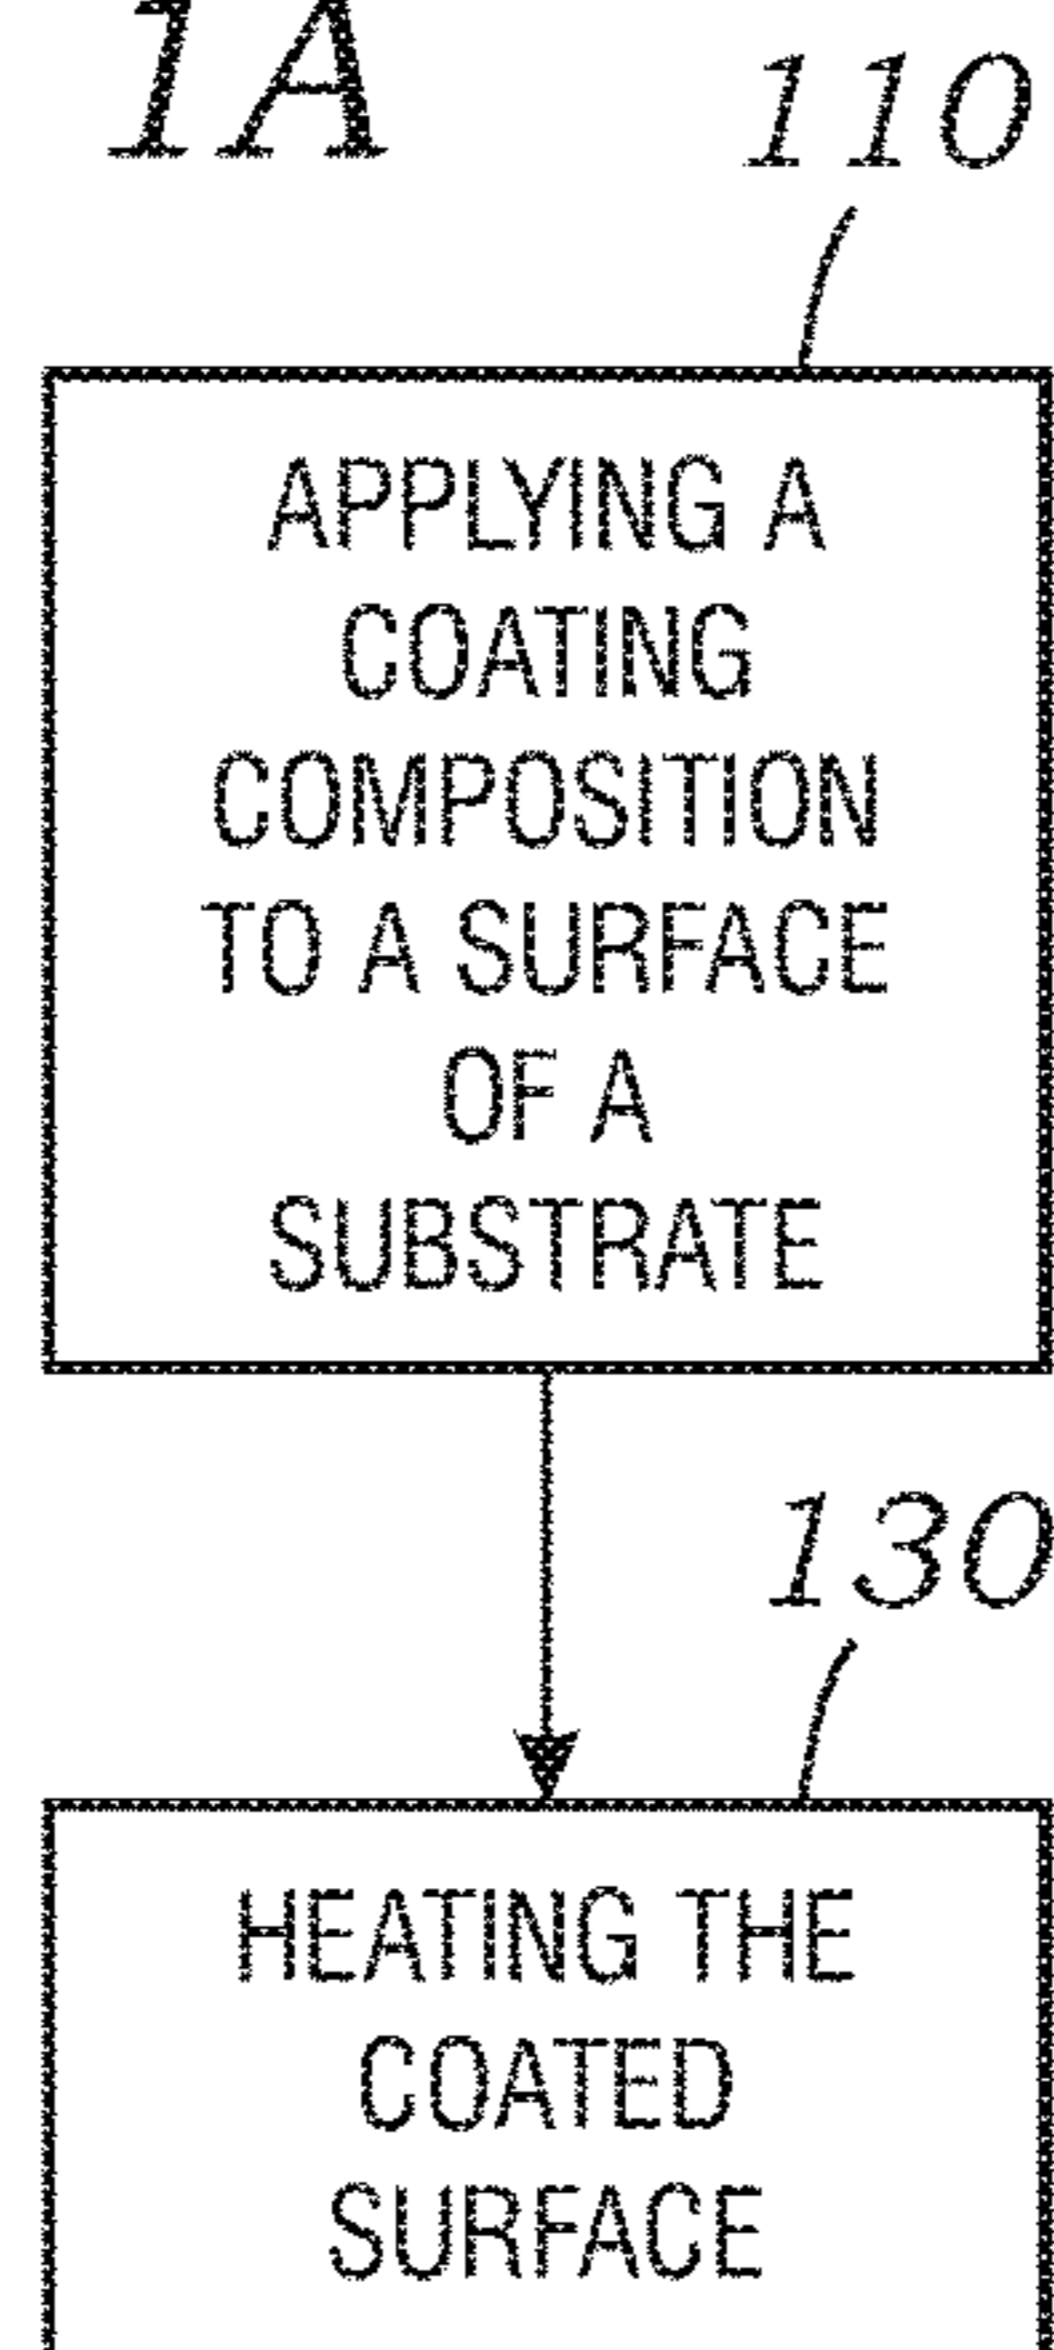 1A
110
APPLYING A
COATING
COMPOSITION
TO A SURFACE
OF A
SUBSTRATE
130
HEATING THE
COATED
SURFACE